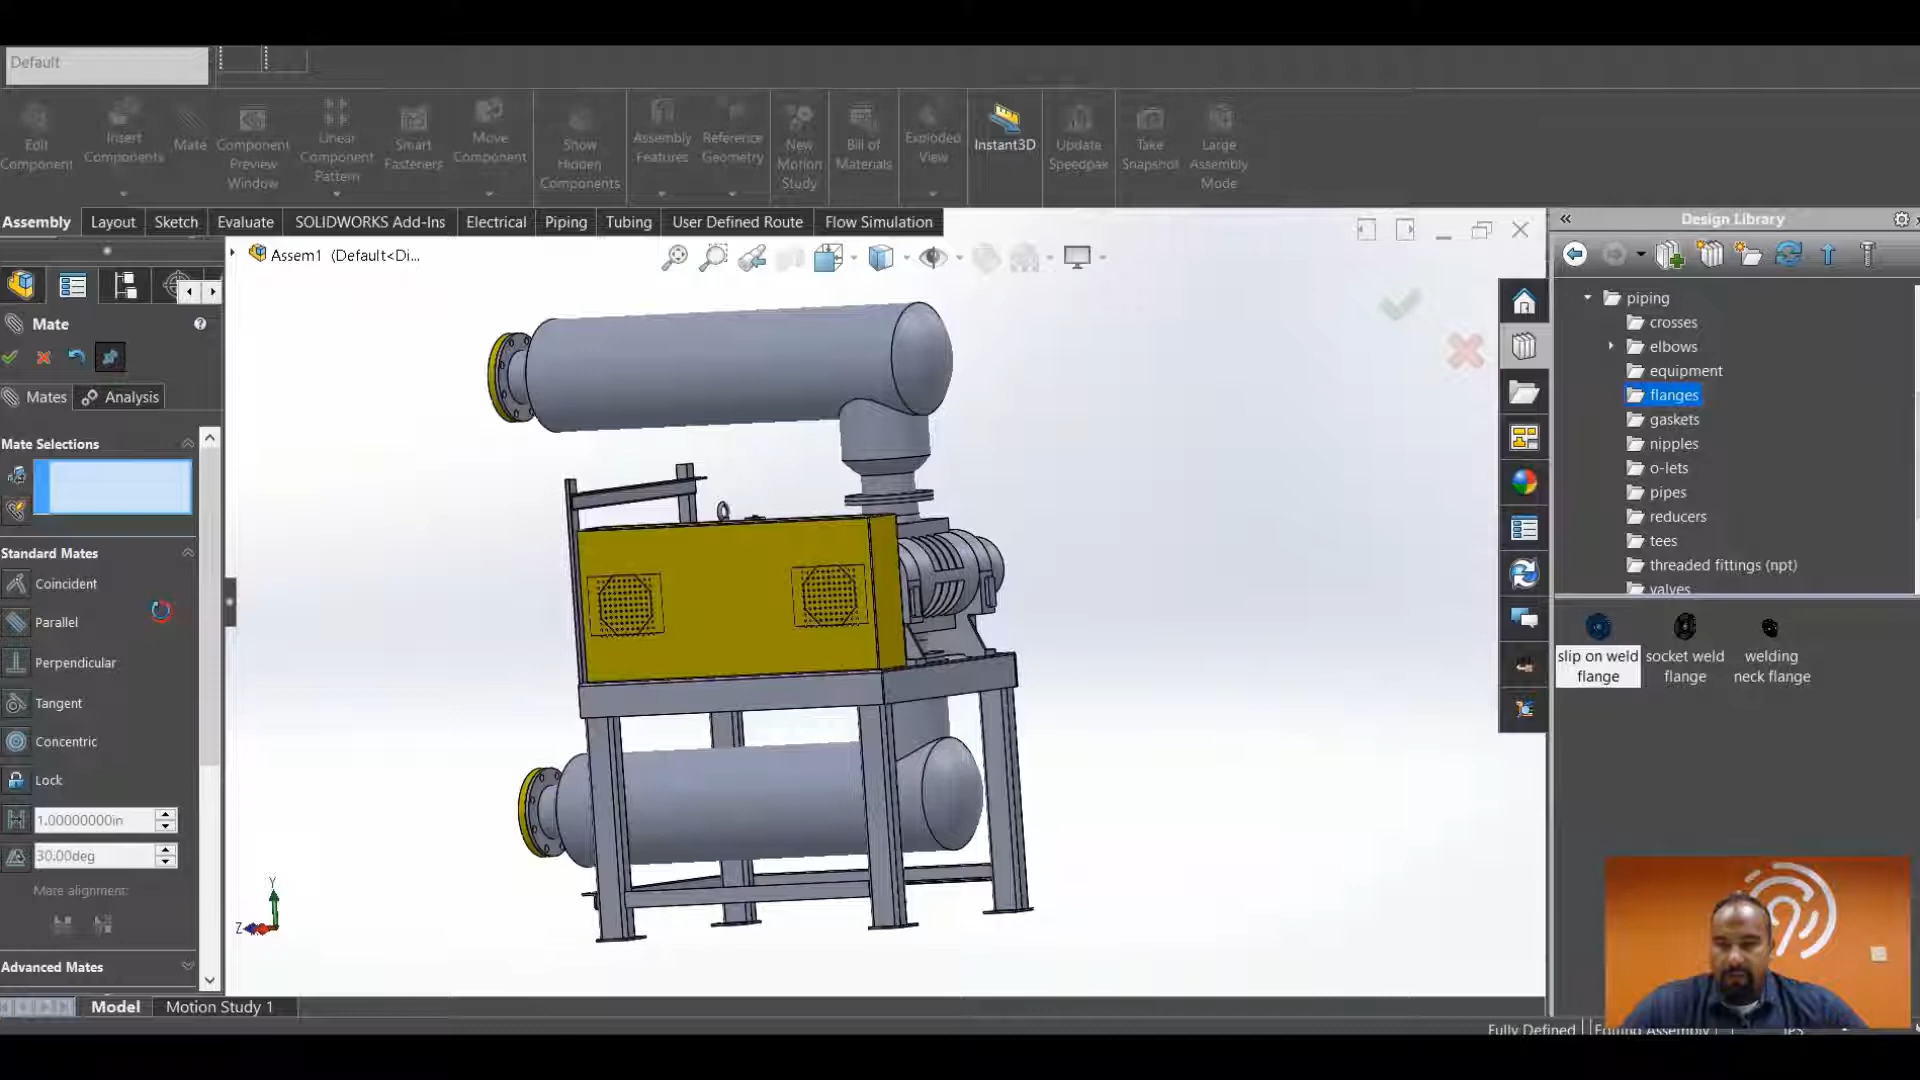 Default
Edit
Component
Insert
Components
Mate
Component
Preview
Window
Linear
Component
Pattern
Smart
Fasteners
Move
Component
Show
Hidden
Components
Assembly
Features
Reference
Geometry
New
Motion
Study
Bill of
Materials
Exploded
View
Instant3D
Update
Speedpak
Take
Snapshot
Large
Assembly
Mode
Assembly
Layout
Sketch
Evaluate
SOLIDWORKS Add-Ins
Electrical
Piping
Tubing
User Defined Route
Flow Simulation
Assem1 (Default<Di...
Mate
Mates
Analysis
Mate Selections
Standard Mates
Coincident
Parallel
Perpendicular
Tangent
Concentric
Lock
1.00000000in
30.00deg
Mate alignment:
Advanced Mates
Y
Z
Model
Motion Study 1
Design Library
piping
crosses
elbows
equipment
flanges
gaskets
nipples
o-lets
pipes
reducers
tees
threaded fittings (npt)
valves
slip on weld
flange
socket weld
flange
welding
neck flange
Fully Defined
Editing Assembly
IPS